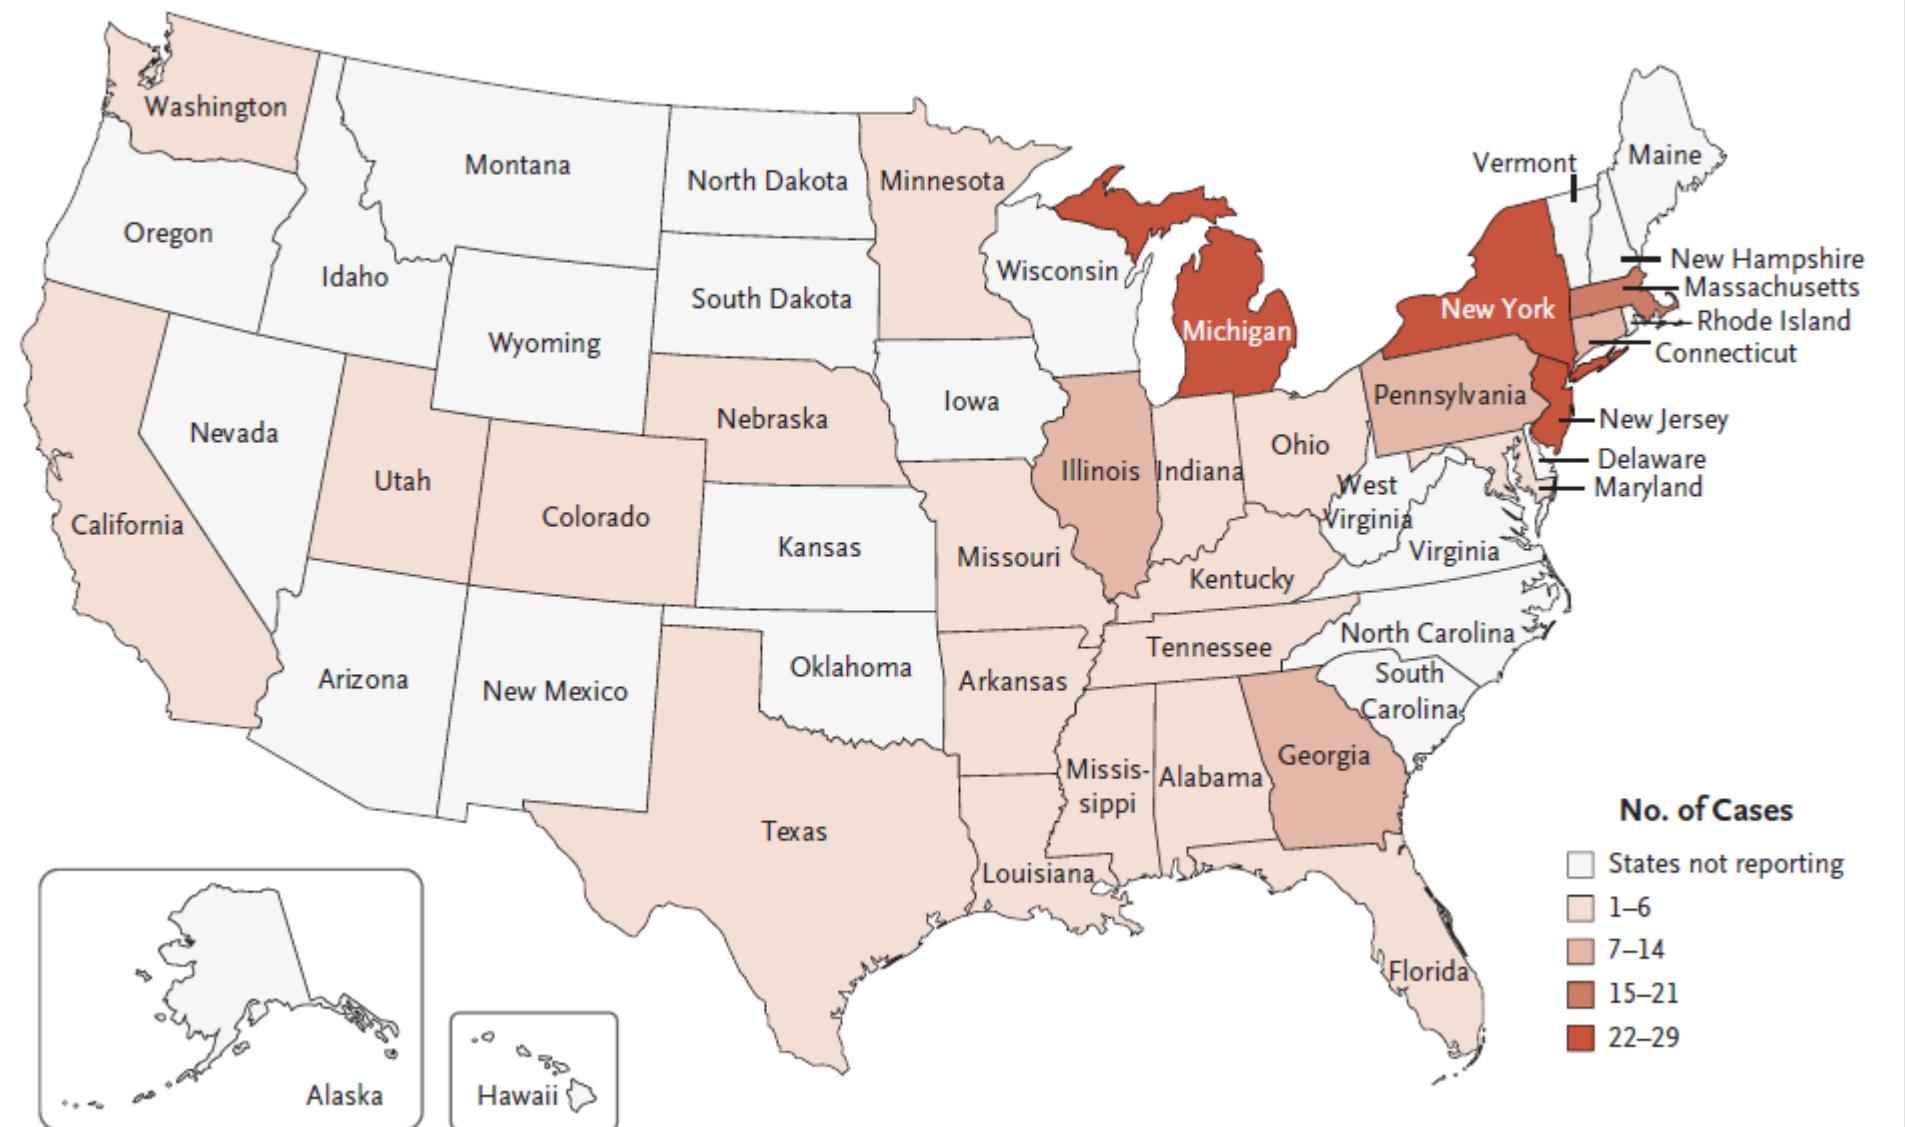 Washington
Montana
North Dakota
Minnesota
Vermont
Maine
Oregon
Idaho
Wisconsin
New Hampshire
Massachusetts
South Dakota
Wyoming
Michigan
New York
Rhode Island
Connecticut
Nebraska
Iowa
Pennsylvania
New Jersey
Nevada
Utah
Colorado
Illinois
Indiana
Ohio
Delaware
Maryland
West
Virginia
California
Kansas
Missouri
Kentucky
Virginia
Arizona
New Mexico
Oklahoma
Arkansas
Tennessee
North Carolina
South
Carolina
Texas
Missis-
sippi
Alabama
Georgia
Louisiana
Florida
Alaska
Hawaii
No. of Cases
States not reporting
1–6
7–14
15–21
22–29